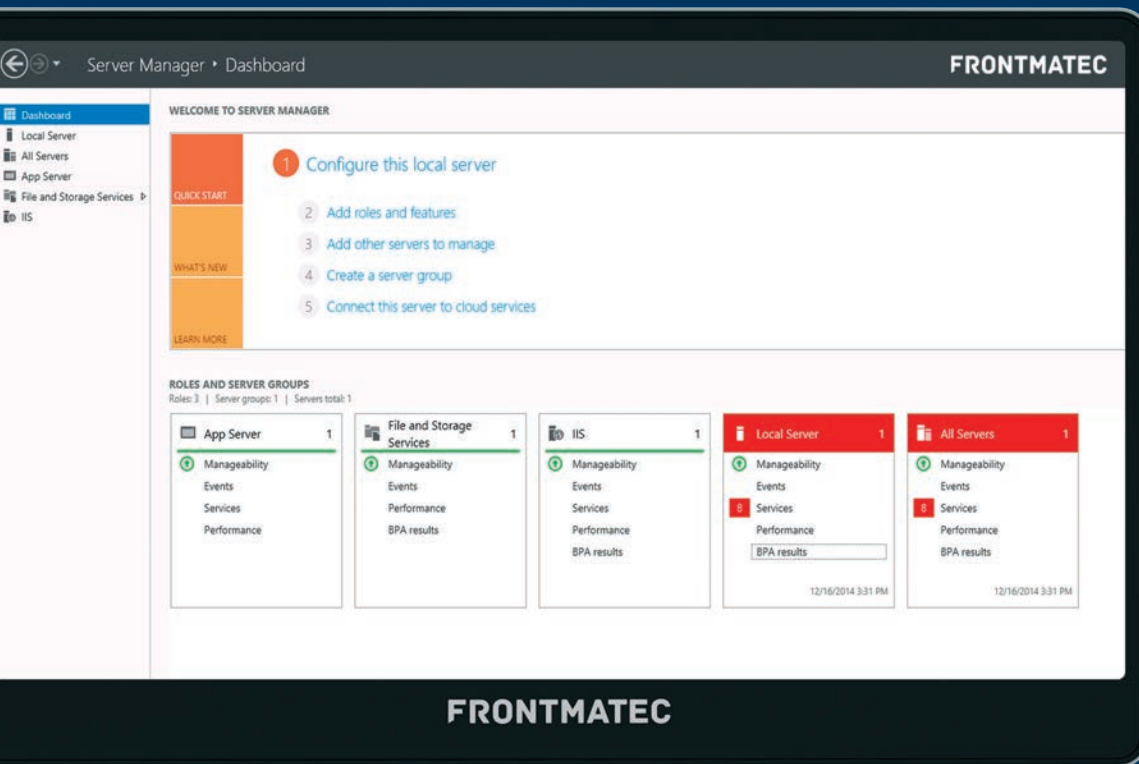 Server Manager • Dashboard
FRONTMATEC
Dashboard
Local Server
All Servers
App Server
File and Storage Services
IIS
WELCOME TO SERVER MANAGER
QUICK START
WHAT'S NEW
LEARN MORE
1 Configure this local server
2 Add roles and features
3 Add other servers to manage
4 Create a server group
5 Connect this server to cloud services
ROLES AND SERVER GROUPS
Roles: 3 | Server groups: 1 | Servers total: 1
App Server 1
Manageability
Events
Services
Performance
File and Storage
Services 1
Manageability
Events
Performance
BPA results
IIS 1
Manageability
Events
Services
Performance
BPA results
Local Server 1
Manageability
Events
8 Services
Performance
BPA results
12/16/2014 3:31 PM
All Servers 1
Manageability
Events
8 Services
Performance
BPA results
12/16/2014 3:31 PM
FRONTMATEC